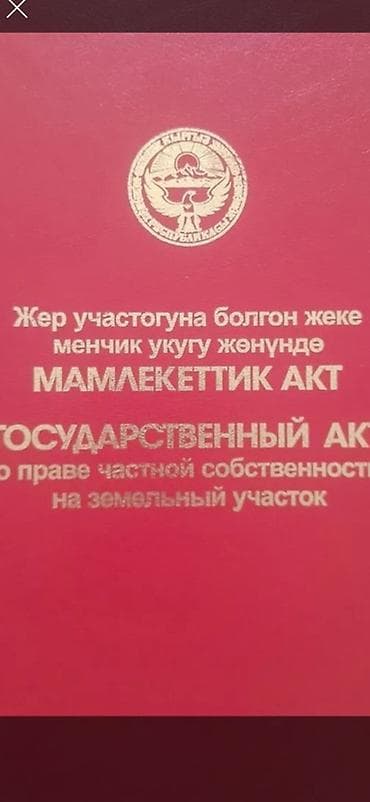 Жер участогуна болгон жеке
менчик укугу жөнүндө
МАМЛЕКЕТТИК АКТ
ГОСУДАРСТВЕННЫЙ АК
о праве частной собственност
на земельный участок